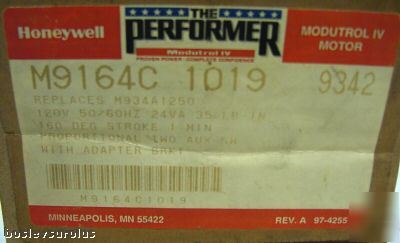 Honeywell
THE PERFORMER
Modutrol IV
PROVEN POWER - COMPLETE CONFIDENCE
MODUTROL IV
MOTOR
M9164C 1019
9342
REPLACES M934A1250
120V 50/60HZ 24VA 35 LB-IN
160 DEG STROKE 1 MIN
PROPORTIONAL TWO AUX SW
WITH ADAPTER BRKT
M9164C1019
MINNEAPOLIS, MN 55422
REV. A 97-4255
bosleysurplus